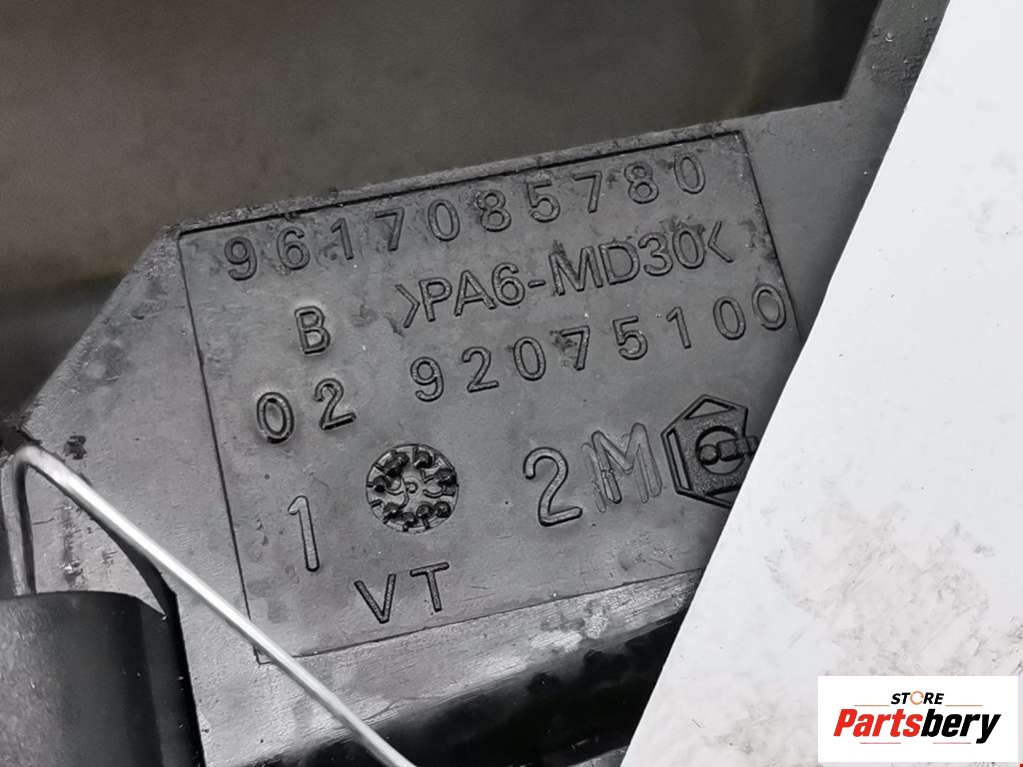 9617085780
>PA6-MD30<
B
02 92075100
1 2M
VT
STORE
Partsbery